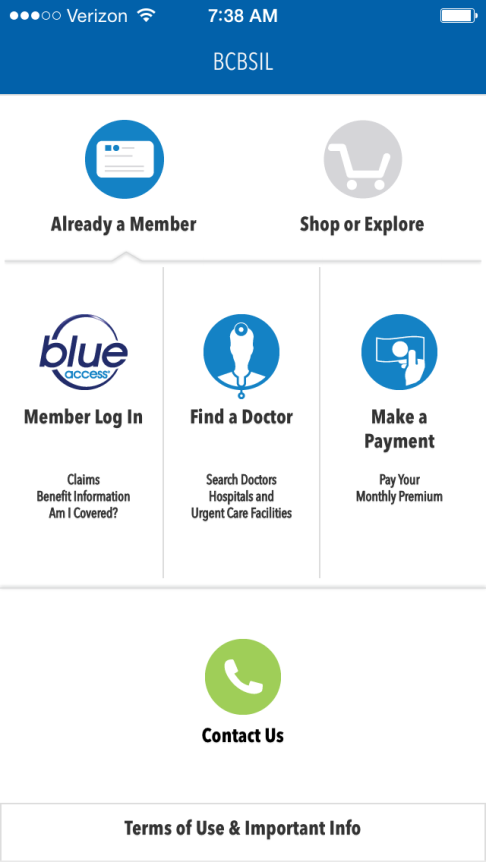 Verizon 7:38 AM
BCBSIL
Already a Member
Shop or Explore
blue
access
Member Log In
Claims
Benefit Information
Am I Covered?
Find a Doctor
Search Doctors
Hospitals and
Urgent Care Facilities
Make a
Payment
Pay Your
Monthly Premium
Contact Us
Terms of Use & Important Info